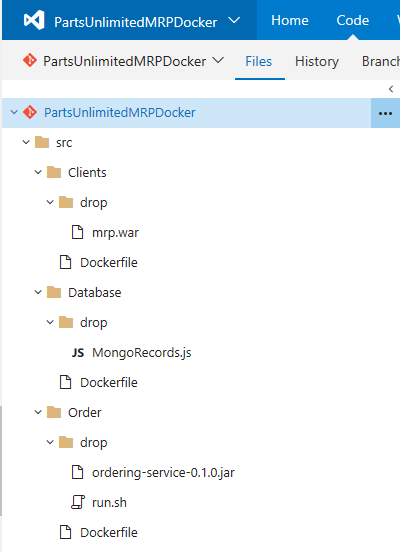 PartsUnlimitedMRPDocker Home Code
PartsUnlimitedMRPDocker Files History Branch
PartsUnlimitedMRPDocker
src
Clients
drop
mrp.war
Dockerfile
Database
drop
JS MongoRecords.js
Dockerfile
Order
drop
ordering-service-0.1.0.jar
run.sh
Dockerfile